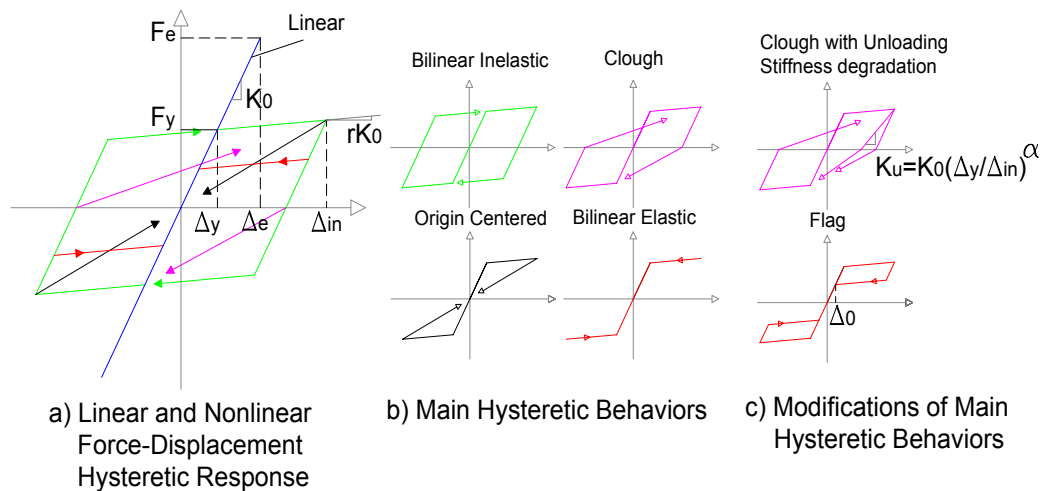 Fe
Linear
K0
Fy
rK0
Δy
Δe
Δin
a) Linear and Nonlinear
Force-Displacement
Hysteretic Response
Bilinear Inelastic
Clough
Origin Centered
Bilinear Elastic
b) Main Hysteretic Behaviors
Clough with Unloading
Stiffness degradation
Ku=K0(Δy/Δin)^α
Flag
Δ0
c) Modifications of Main
Hysteretic Behaviors